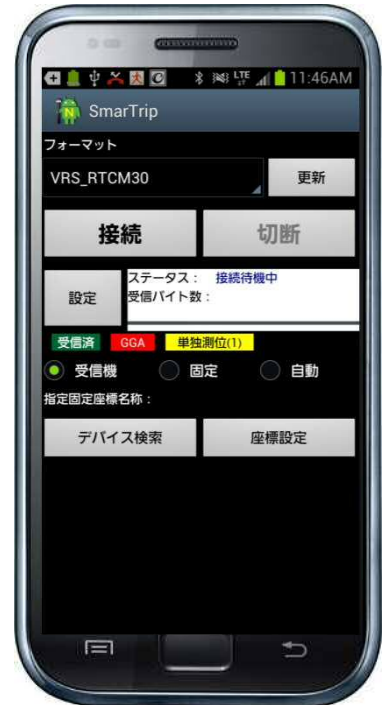 LTE 11:46AM
SmarTrip
フォーマット
VRS_RTCM30 更新
接続 切断
設定
ステータス： 接続待機中
受信バイト数：
受信済 GGA 単独測位(1)
受信機 固定 自動
指定固定座標名称：
デバイス検索 座標設定